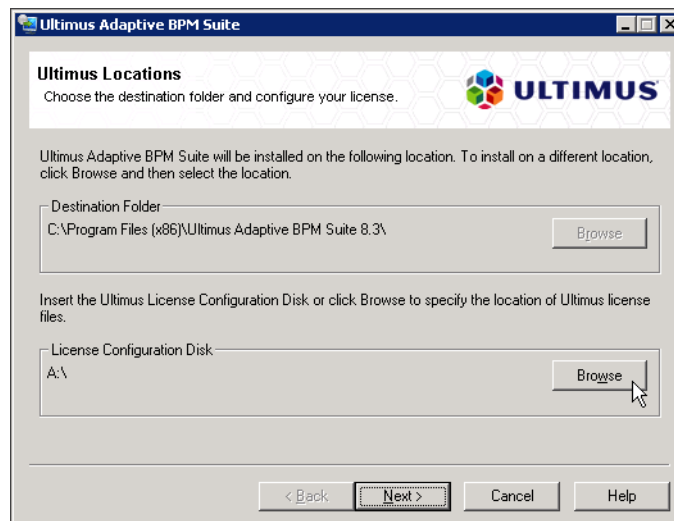 Ultimus Adaptive BPM Suite
Ultimus Locations
Choose the destination folder and configure your license.
ULTIMUS
Ultimus Adaptive BPM Suite will be installed on the following location. To install on a different location,
click Browse and then select the location.
Destination Folder
C:\Program Files (x86)\Ultimus Adaptive BPM Suite 8.3\
Browse
Insert the Ultimus License Configuration Disk or click Browse to specify the location of Ultimus license
files.
License Configuration Disk
A:\
Browse
< Back
Next >
Cancel
Help